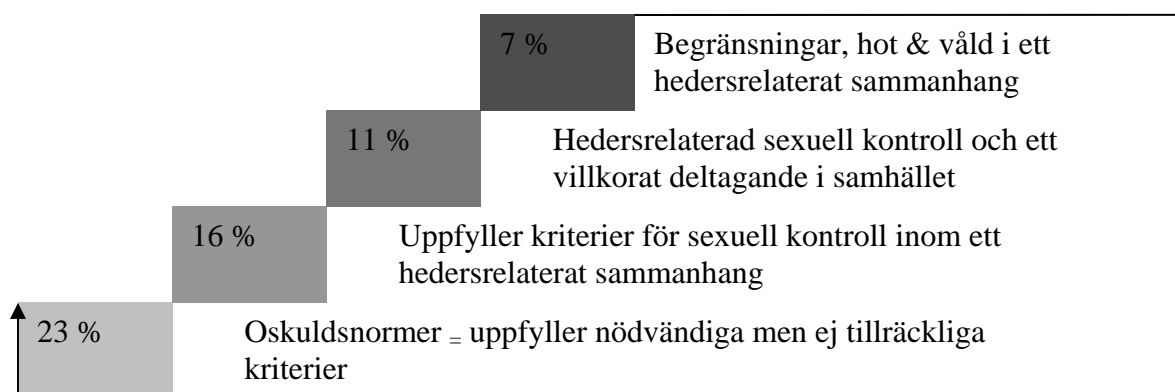 7 %
Begränsningar, hot & våld i ett
hedersrelaterat sammanhang
11 %
Hedersrelaterad sexuell kontroll och ett
villkorat deltagande i samhället
16 %
Uppfyller kriterier för sexuell kontroll inom ett
hedersrelaterat sammanhang
23 %
Oskuldsnormer = uppfyller nödvändiga men ej tillräckliga
kriterier